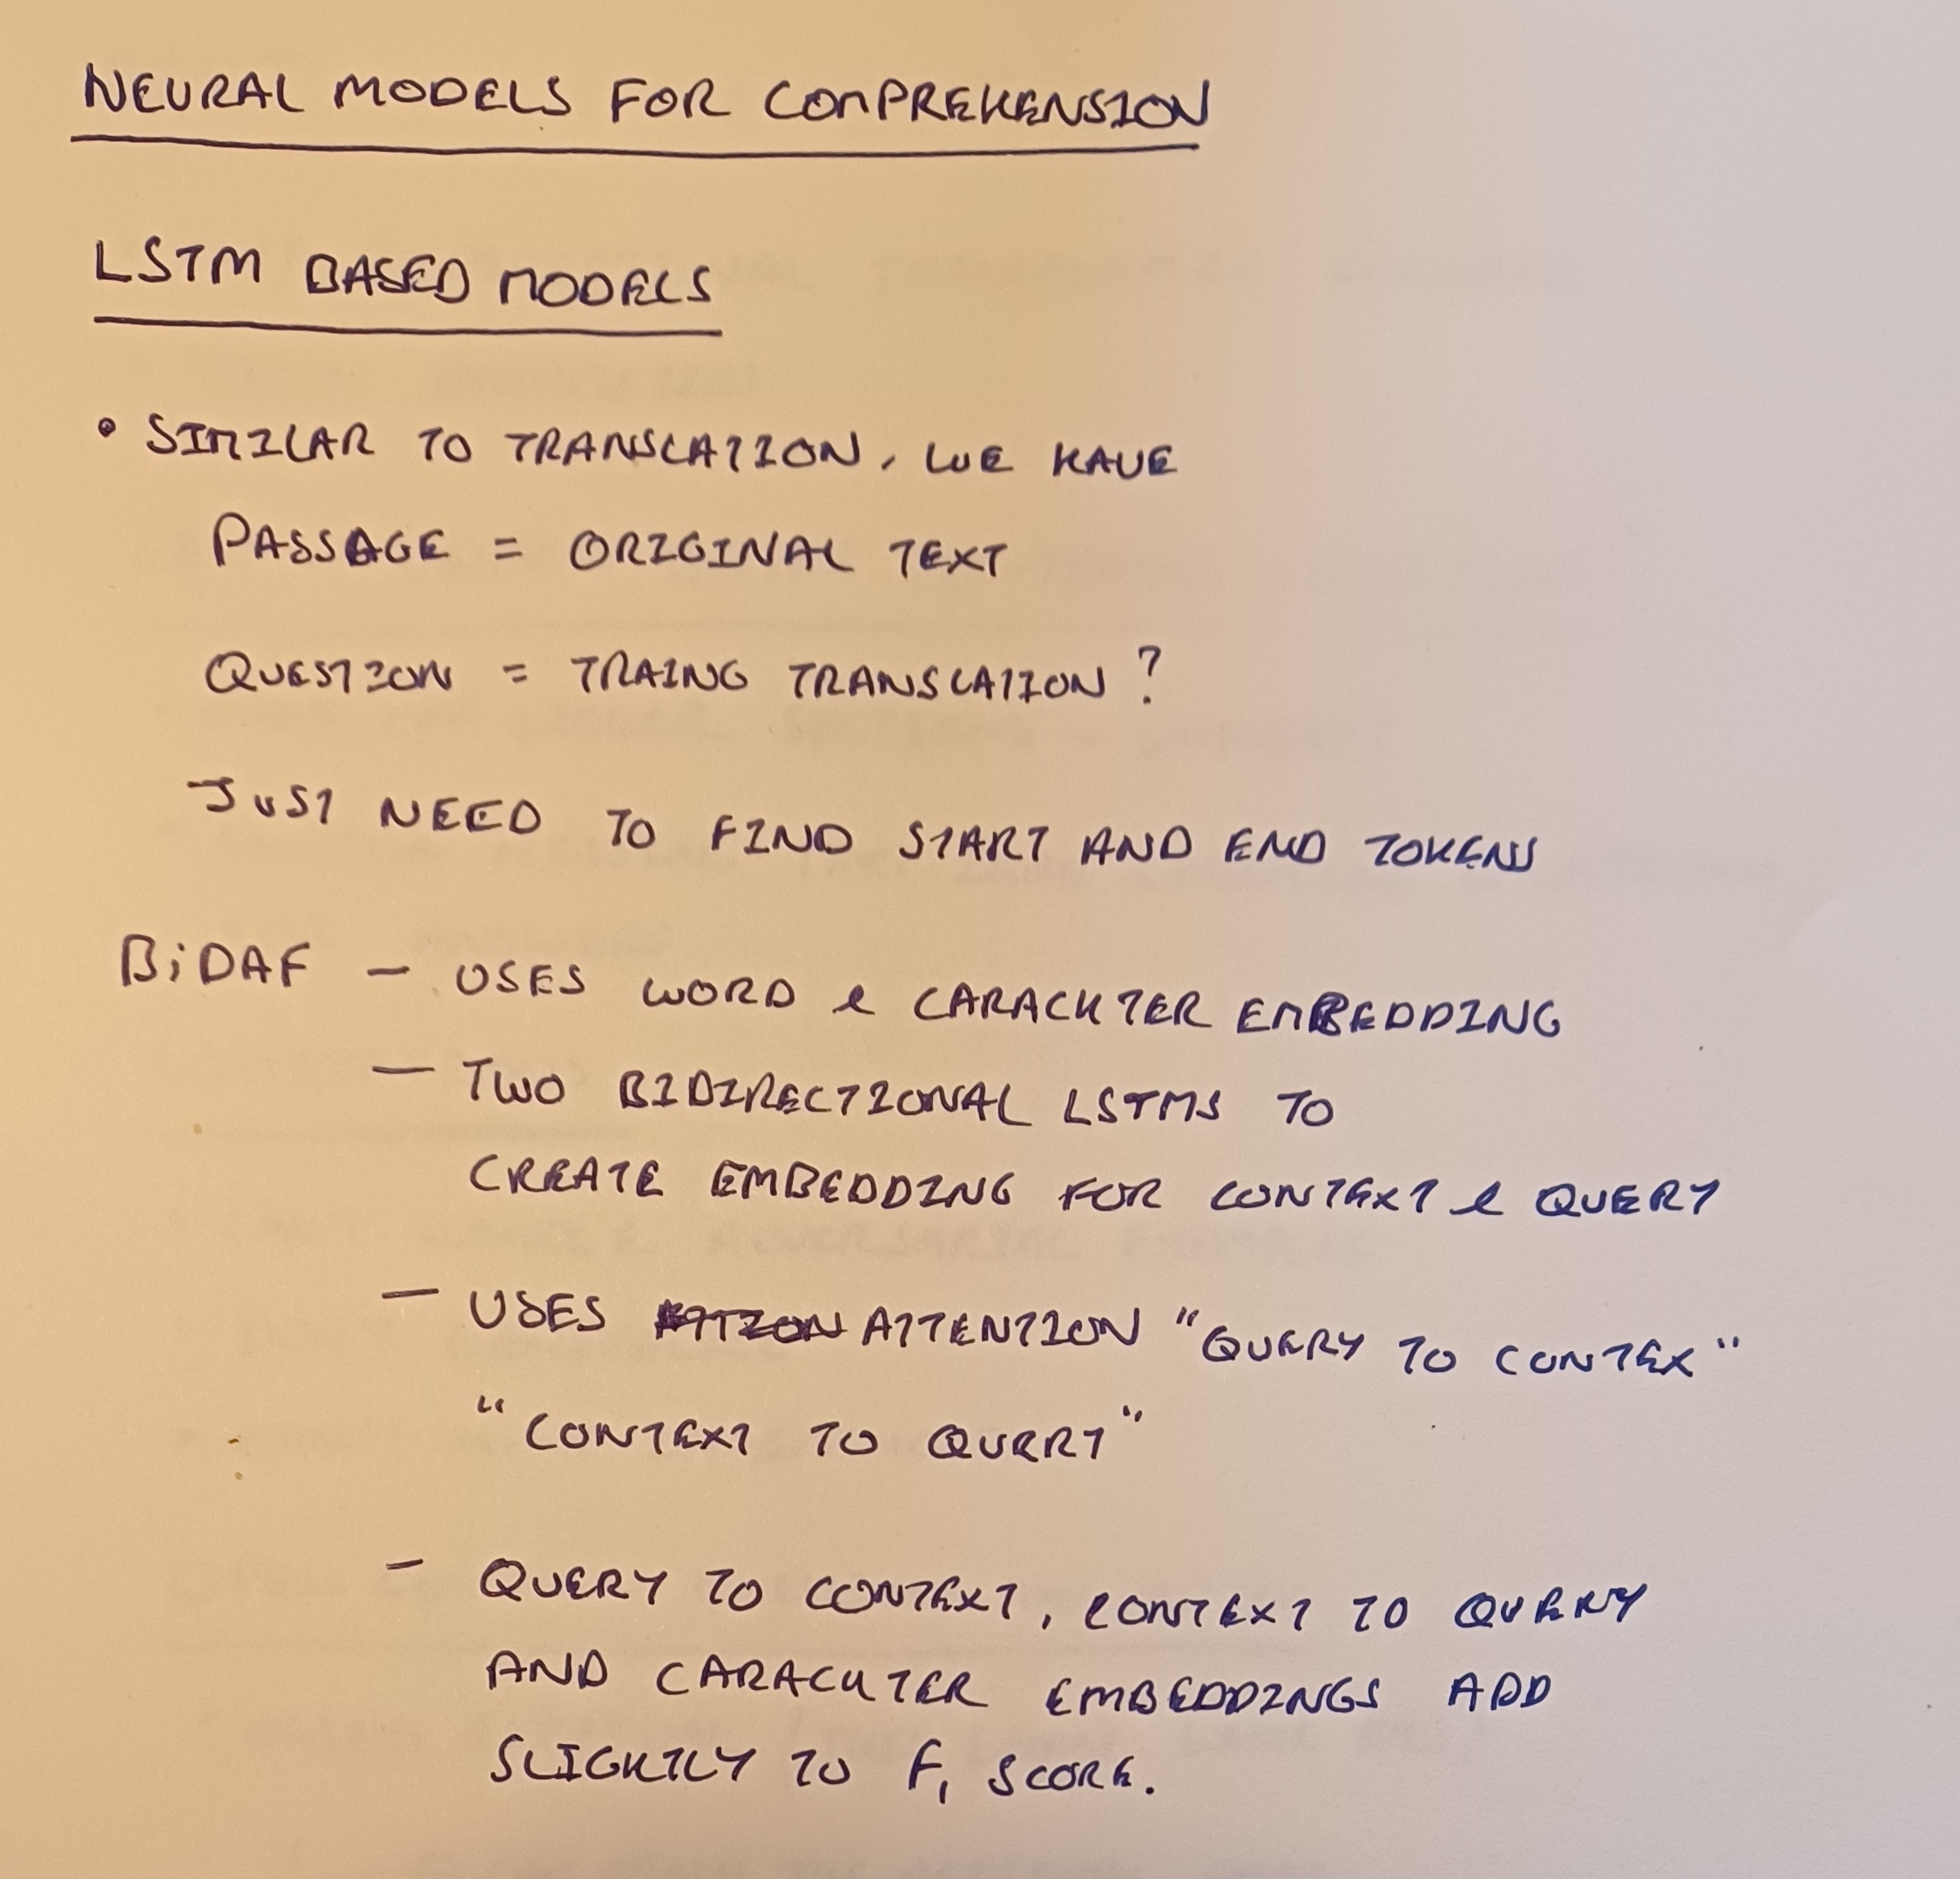 NEURAL MODELS FOR COMPREHENSION
LSTM BASED MODELS
• SIMILAR TO TRANSLATION, WE HAVE
PASSAGE = ORIGINAL TEXT
QUESTION = TRAING TRANSLATION ?
JUST NEED TO FIND START AND END TOKENS
BiDAF — USES WORD & CARACKTER EMBEDDING
— TWO BIDIRECTIONAL LSTMS TO
CREATE EMBEDDING FOR CONTEXT & QUERY
— USES ATTENTION "QUERY TO CONTEX"
"CONTEXT TO QUERY"
— QUERY TO CONTEXT, CONTEXT TO QUERY
AND CARACKTER EMBEDDINGS ADD
SLIGHTLY TO F₁ SCORE.